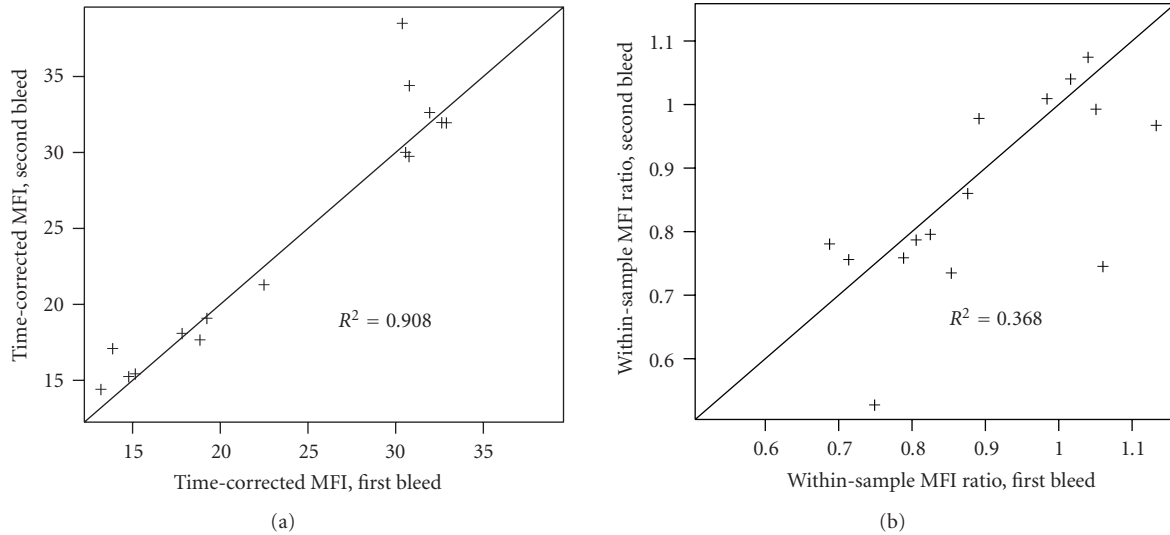 Time-corrected MFI, second bleed
35
30
25
20
15
R² = 0.908
15 20 25 30 35
Time-corrected MFI, first bleed
(a)
Within-sample MFI ratio, second bleed
1.1
1
0.9
0.8
0.7
0.6
R² = 0.368
0.6 0.7 0.8 0.9 1 1.1
Within-sample MFI ratio, first bleed
(b)